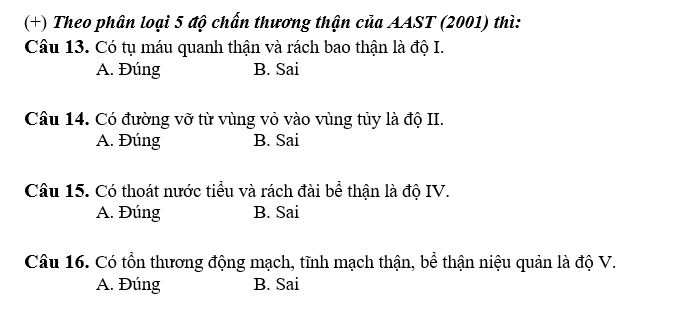 (+) Theo phân loại 5 độ chấn thương thận của AAST (2001) thì:
Câu 13. Có tụ máu quanh thận và rách bao thận là độ I.
A. Đúng B. Sai
Câu 14. Có đường vỡ từ vùng vỏ vào vùng tủy là độ II.
A. Đúng B. Sai
Câu 15. Có thoát nước tiểu và rách đài bể thận là độ IV.
A. Đúng B. Sai
Câu 16. Có tổn thương động mạch, tĩnh mạch thận, bể thận niệu quản là độ V.
A. Đúng B. Sai